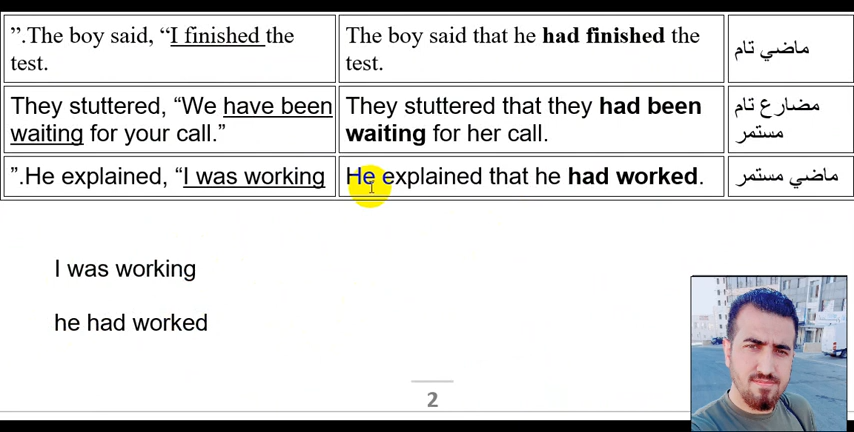 ”.The boy said, “I finished the
test.
The boy said that he had finished the
test.
ماضي تام
They stuttered, “We have been
waiting for your call.”
They stuttered that they had been
waiting for her call.
مضارع تام
مستمر
”.He explained, “I was working
He explained that he had worked.
ماضي مستمر
I was working
he had worked
2